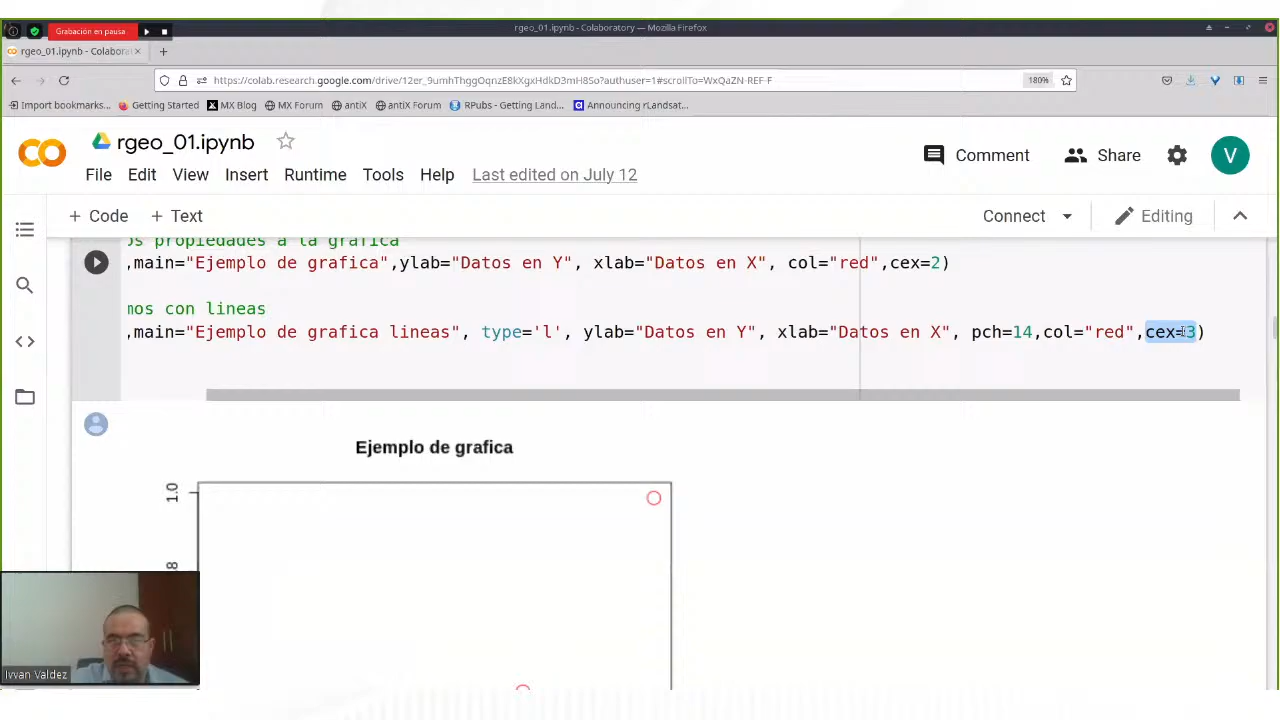 rgeo_01.ipynb - Colaboratory — Mozilla Firefox
Grabación en pausa
rgeo_01.ipynb - Colabora
https://colab.research.google.com/drive/12er_9umhThggOqnzE8kXgxHdkD3mH8So?authuser=1#scrollTo=WxQaZN-REF-F
180%
Import bookmarks... Getting Started MX Blog MX Forum antiX antiX Forum RPubs - Getting Land... Announcing rLandsat...
rgeo_01.ipynb
Comment Share V
File Edit View Insert Runtime Tools Help Last edited on July 12
+ Code + Text Connect Editing
os propiedades a la grafica
,main="Ejemplo de grafica",ylab="Datos en Y", xlab="Datos en X", col="red",cex=2)
mos con lineas
,main="Ejemplo de grafica lineas", type='l', ylab="Datos en Y", xlab="Datos en X", pch=14,col="red",cex=3)
Ejemplo de grafica
1.0
8
Ivvan Valdez